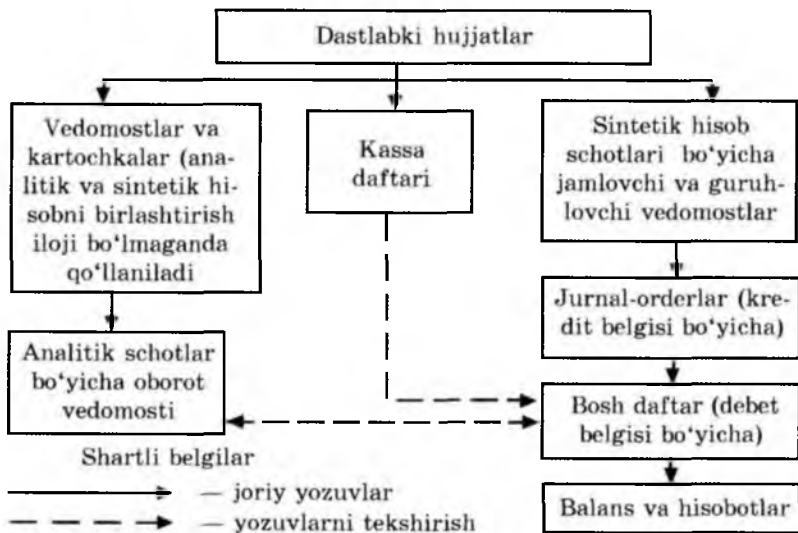 Dastlabki hujjatlar
Vedomostlar va
kartochkalar (ana-
litik va sintetik hi-
sobni birlashtirish
iloji bo‘lmaganda
qo‘llaniladi
Kassa
daftari
Sintetik hisob
schotlari bo‘yicha
jamlovchi va guruh-
lovchi vedomostlar
Jurnal-orderlar (kre-
dit belgisi bo‘yicha)
Analitik schotlar
bo‘yicha oborot
vedomosti
Bosh daftar (debet
belgisi bo‘yicha)
Balans va hisobotlar
Shartli belgilar
— joriy yozuvlar
— yozuvlarni tekshirish